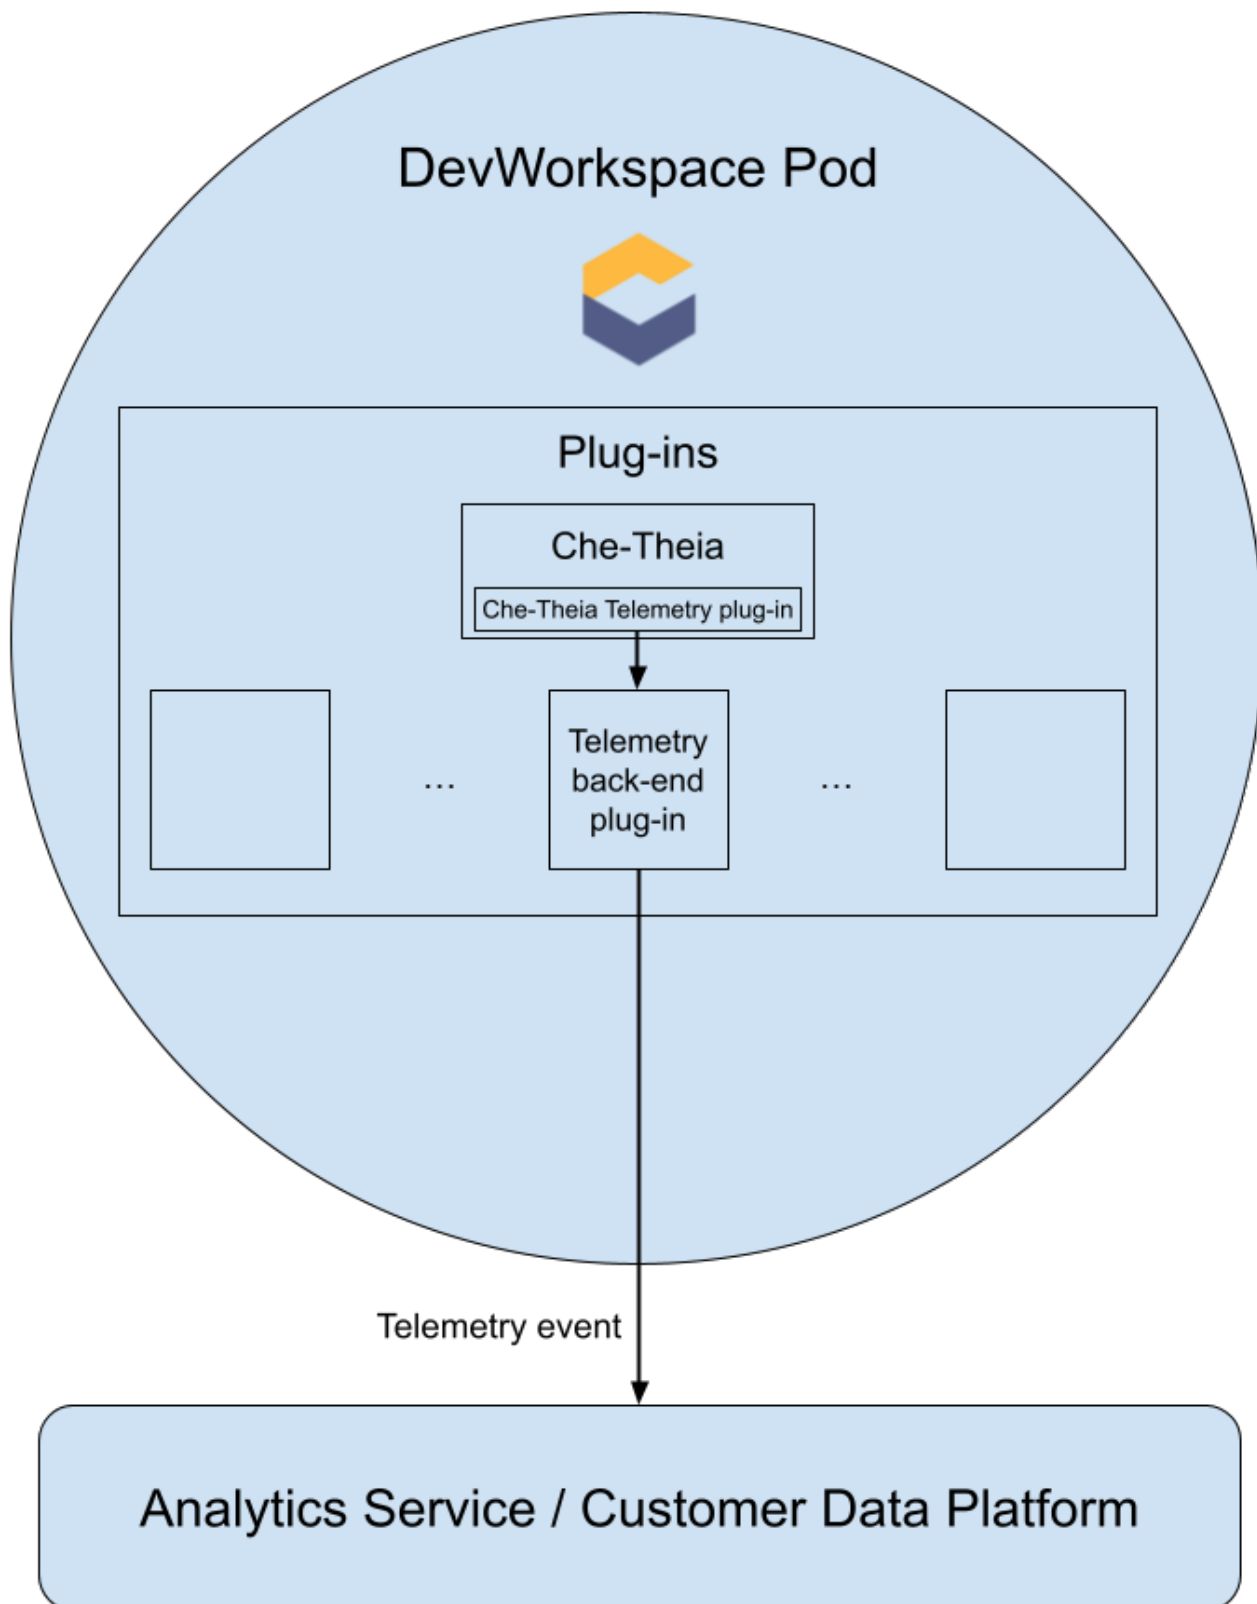 DevWorkspace Pod
Plug-ins
Che-Theia
Che-Theia Telemetry plug-in
...
Telemetry
back-end
plug-in
...
Telemetry event
Analytics Service / Customer Data Platform